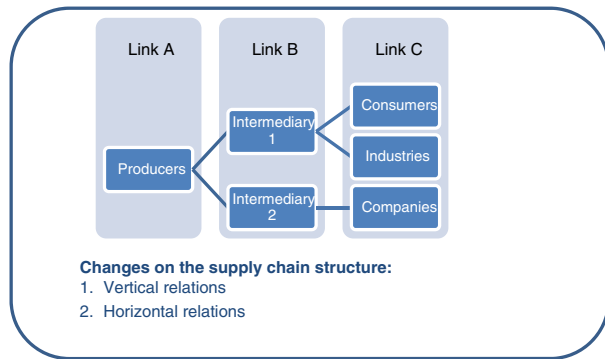 Link A
Link B
Link C
Producers
Intermediary
1
Intermediary
2
Consumers
Industries
Companies
Changes on the supply chain structure:
1. Vertical relations
2. Horizontal relations